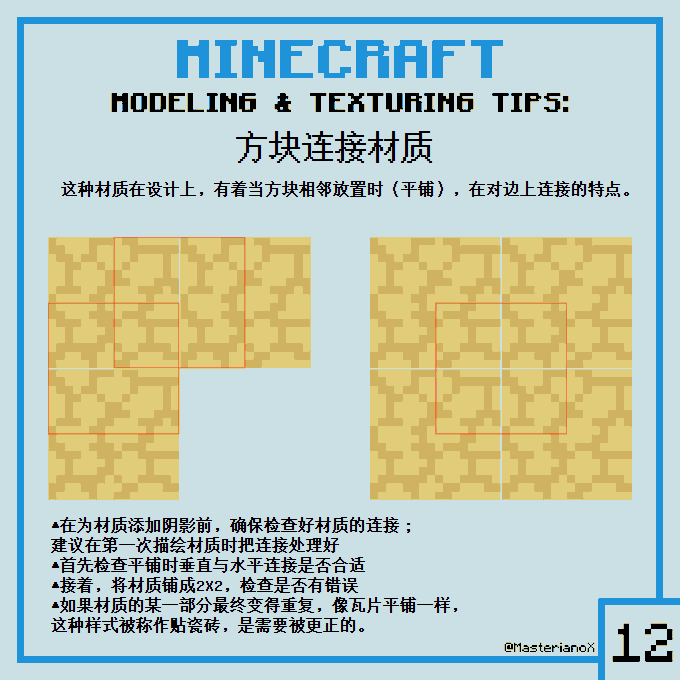 MINECRAFT
MODELING & TEXTURING TIPS:
方块连接材质
这种材质在设计上，有着当方块相邻放置时（平铺），在对边上连接的特点。
▲在为材质添加阴影前，确保检查好材质的连接；
建议在第一次描绘材质时把连接处理好
▲首先检查平铺时垂直与水平连接是否合适
▲接着，将材质铺成2X2，检查是否有错误
▲如果材质的某一部分最终变得重复，像瓦片平铺一样，
这种样式被称作贴瓷砖，是需要被更正的。
@MasterianoX
12